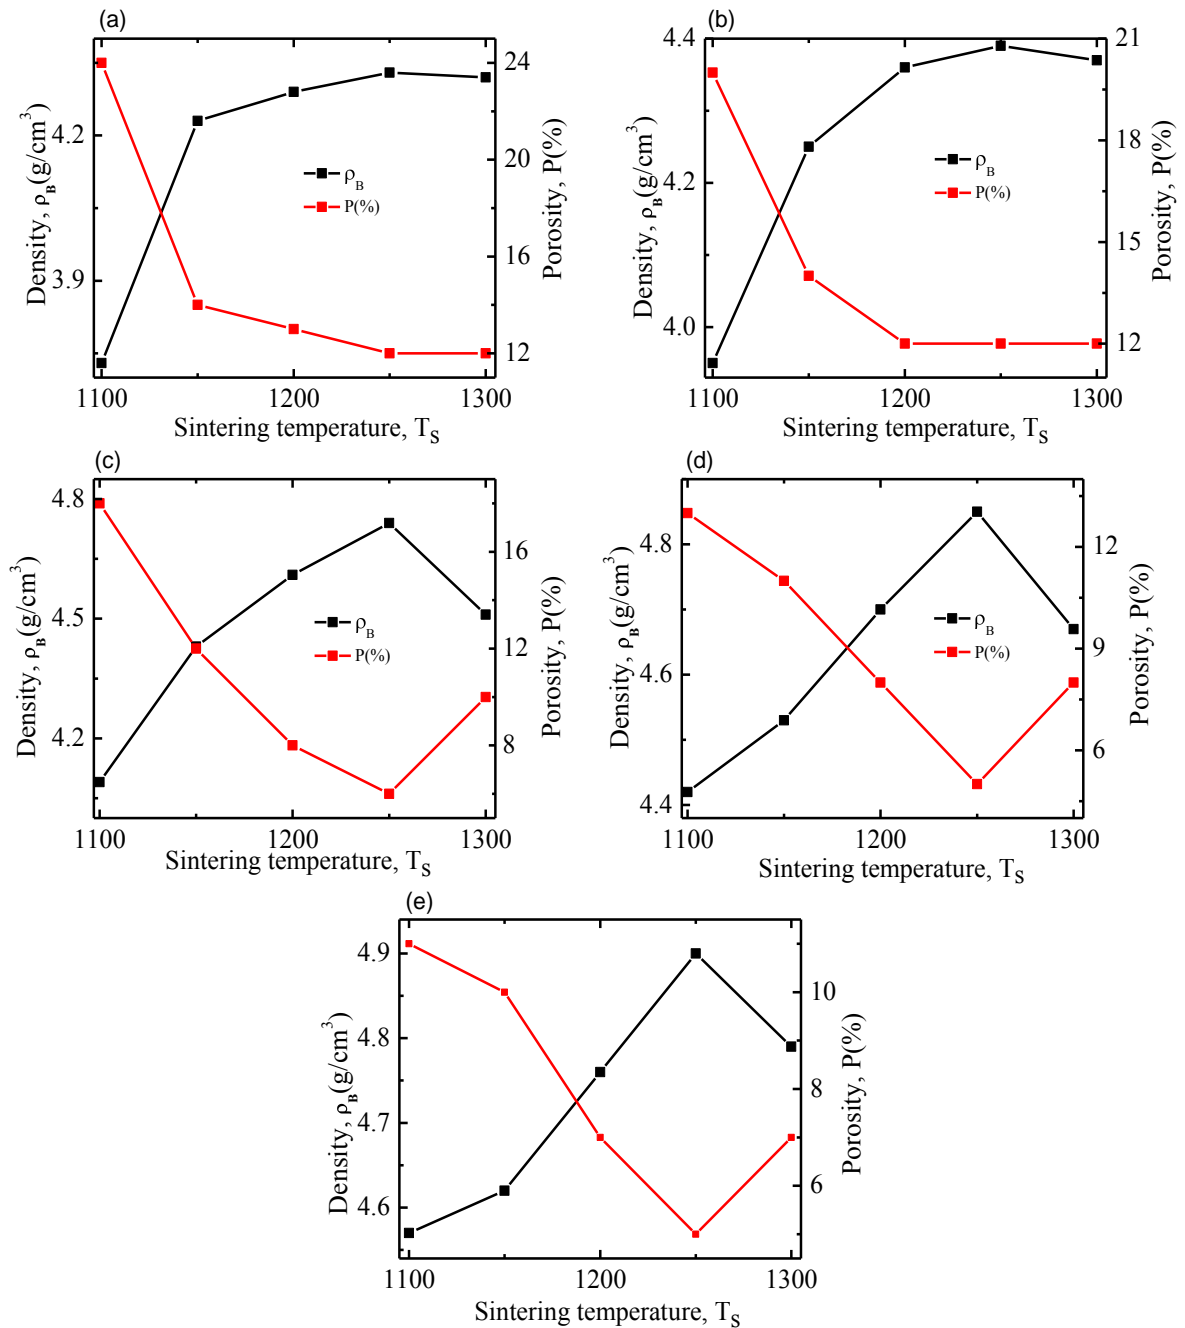 (a)
Density, ρB(g/cm3)
4.2
3.9
24
20
16
12
Porosity, P(%)
ρB
P(%)
1100 1200 1300
Sintering temperature, TS
(b)
Density, ρB(g/cm3)
4.4
4.2
4.0
21
18
15
12
Porosity, P(%)
ρB
P(%)
1100 1200 1300
Sintering temperature, TS
(c)
Density, ρB(g/cm3)
4.8
4.5
4.2
16
12
8
Porosity, P(%)
ρB
P(%)
1100 1200 1300
Sintering temperature, TS
(d)
Density, ρB(g/cm3)
4.8
4.6
4.4
12
9
6
Porosity, P(%)
ρB
P(%)
1100 1200 1300
Sintering temperature, TS
(e)
Density, ρB(g/cm3)
4.9
4.8
4.7
4.6
10
8
6
Porosity, P(%)
1100 1200 1300
Sintering temperature, TS